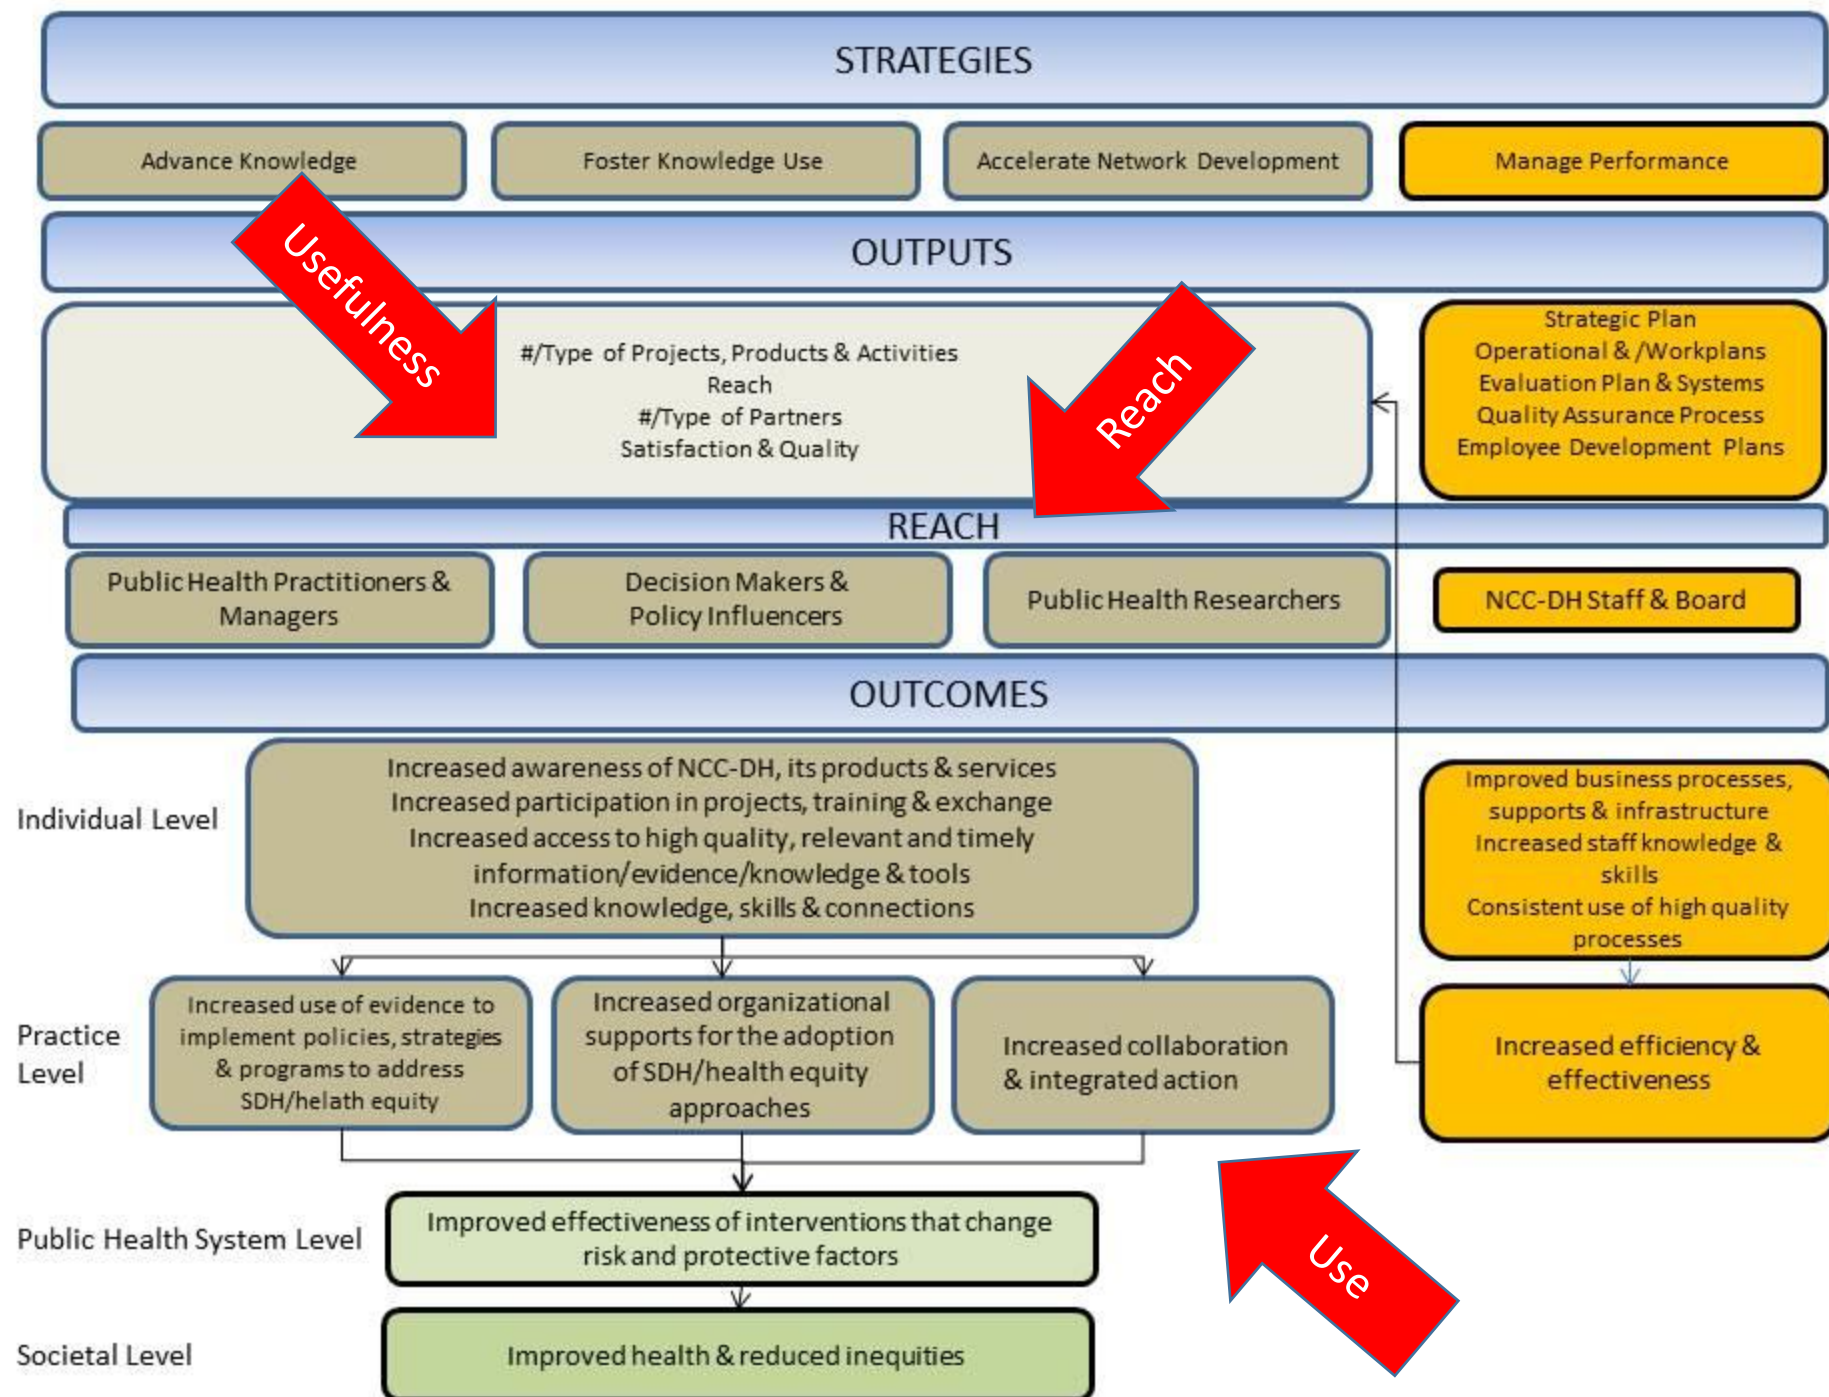 STRATEGIES
Advance Knowledge
Foster Knowledge Use
Accelerate Network Development
Manage Performance
Usefulness
OUTPUTS
#/Type of Projects, Products & Activities
Reach
#/Type of Partners
Satisfaction & Quality
Reach
Strategic Plan
Operational & /Workplans
Evaluation Plan & Systems
Quality Assurance Process
Employee Development Plans
REACH
Public Health Practitioners &
Managers
Decision Makers &
Policy Influencers
Public Health Researchers
NCC-DH Staff & Board
OUTCOMES
Individual Level
Increased awareness of NCC-DH, its products & services
Increased participation in projects, training & exchange
Increased access to high quality, relevant and timely
information/evidence/knowledge & tools
Increased knowledge, skills & connections
Improved business processes,
supports & infrastructure
Increased staff knowledge &
skills
Consistent use of high quality
processes
Practice
Level
Increased use of evidence to
implement policies, strategies
& programs to address
SDH/helath equity
Increased organizational
supports for the adoption
of SDH/health equity
approaches
Increased collaboration
& integrated action
Increased efficiency &
effectiveness
Use
Public Health System Level
Improved effectiveness of interventions that change
risk and protective factors
Societal Level
Improved health & reduced inequities